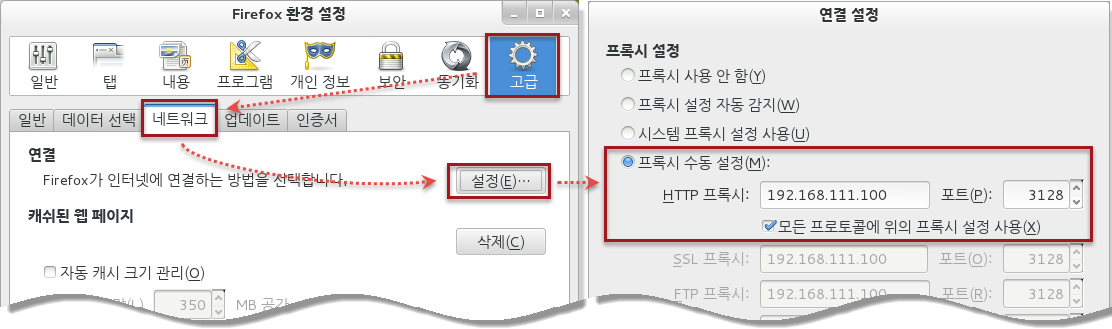 Firefox 환경 설정
일반 탭 내용 프로그램 개인 정보 보안 동기화 고급
일반 데이터 선택 네트워크 업데이트 인증서
연결
Firefox가 인터넷에 연결하는 방법을 선택합니다.
설정(E)...
캐쉬된 웹 페이지
삭제(C)
자동 캐시 크기 관리(O)
(L) 350 MB 공간
연결 설정
프록시 설정
프록시 사용 안 함(Y)
프록시 설정 자동 감지(W)
시스템 프록시 설정 사용(U)
프록시 수동 설정(M):
HTTP 프록시: 192.168.111.100 포트(P): 3128
모든 프로토콜에 위의 프록시 설정 사용(X)
SSL 프록시: 192.168.111.100 포트(O): 3128
FTP 프록시: 192.168.111.100 포트(R): 3128